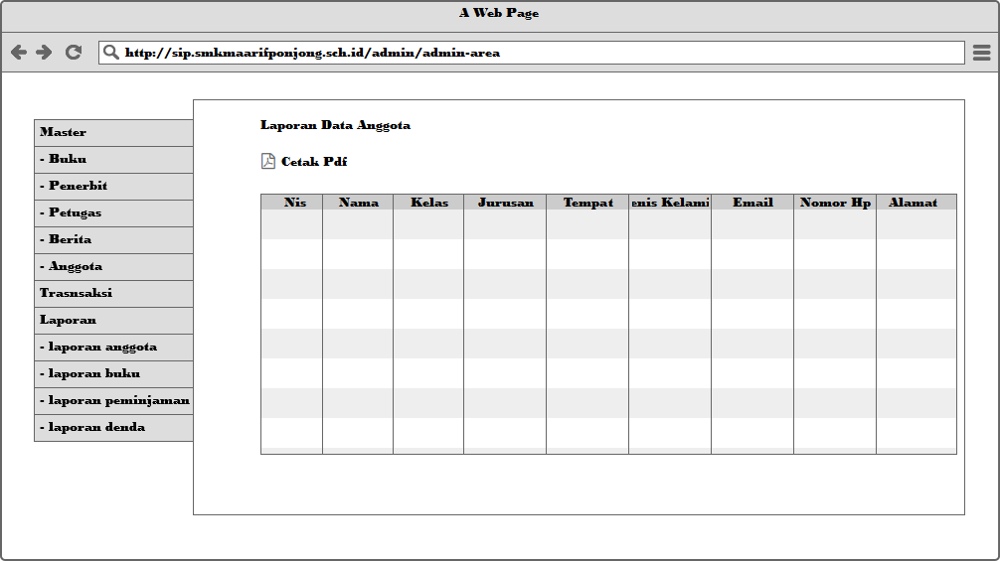 A Web Page
http://sip.smkmaarifponjong.sch.id/admin/admin-area
Master
- Buku
- Penerbit
- Petugas
- Berita
- Anggota
Trasnsaksi
Laporan
- laporan anggota
- laporan buku
- laporan peminjaman
- laporan denda
Laporan Data Anggota
Cetak Pdf
Nis Nama Kelas Jurusan Tempat enis Kelami Email Nomor Hp Alamat